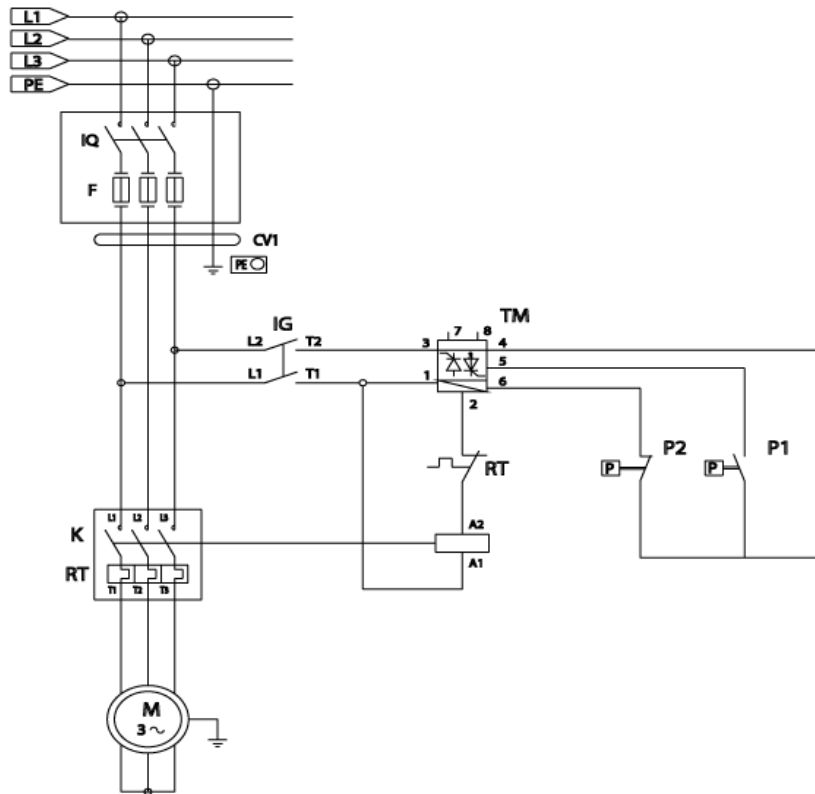 L1
L2
L3
PE
IQ
F
CV1
PE
IG
TM
7 8
L2 T2 3 4
5
L1 T1 1 6
2
RT
P P2 P P1
K
L1 L2 L3
A2
A1
RT
T1 T2 T3
M
3 ~